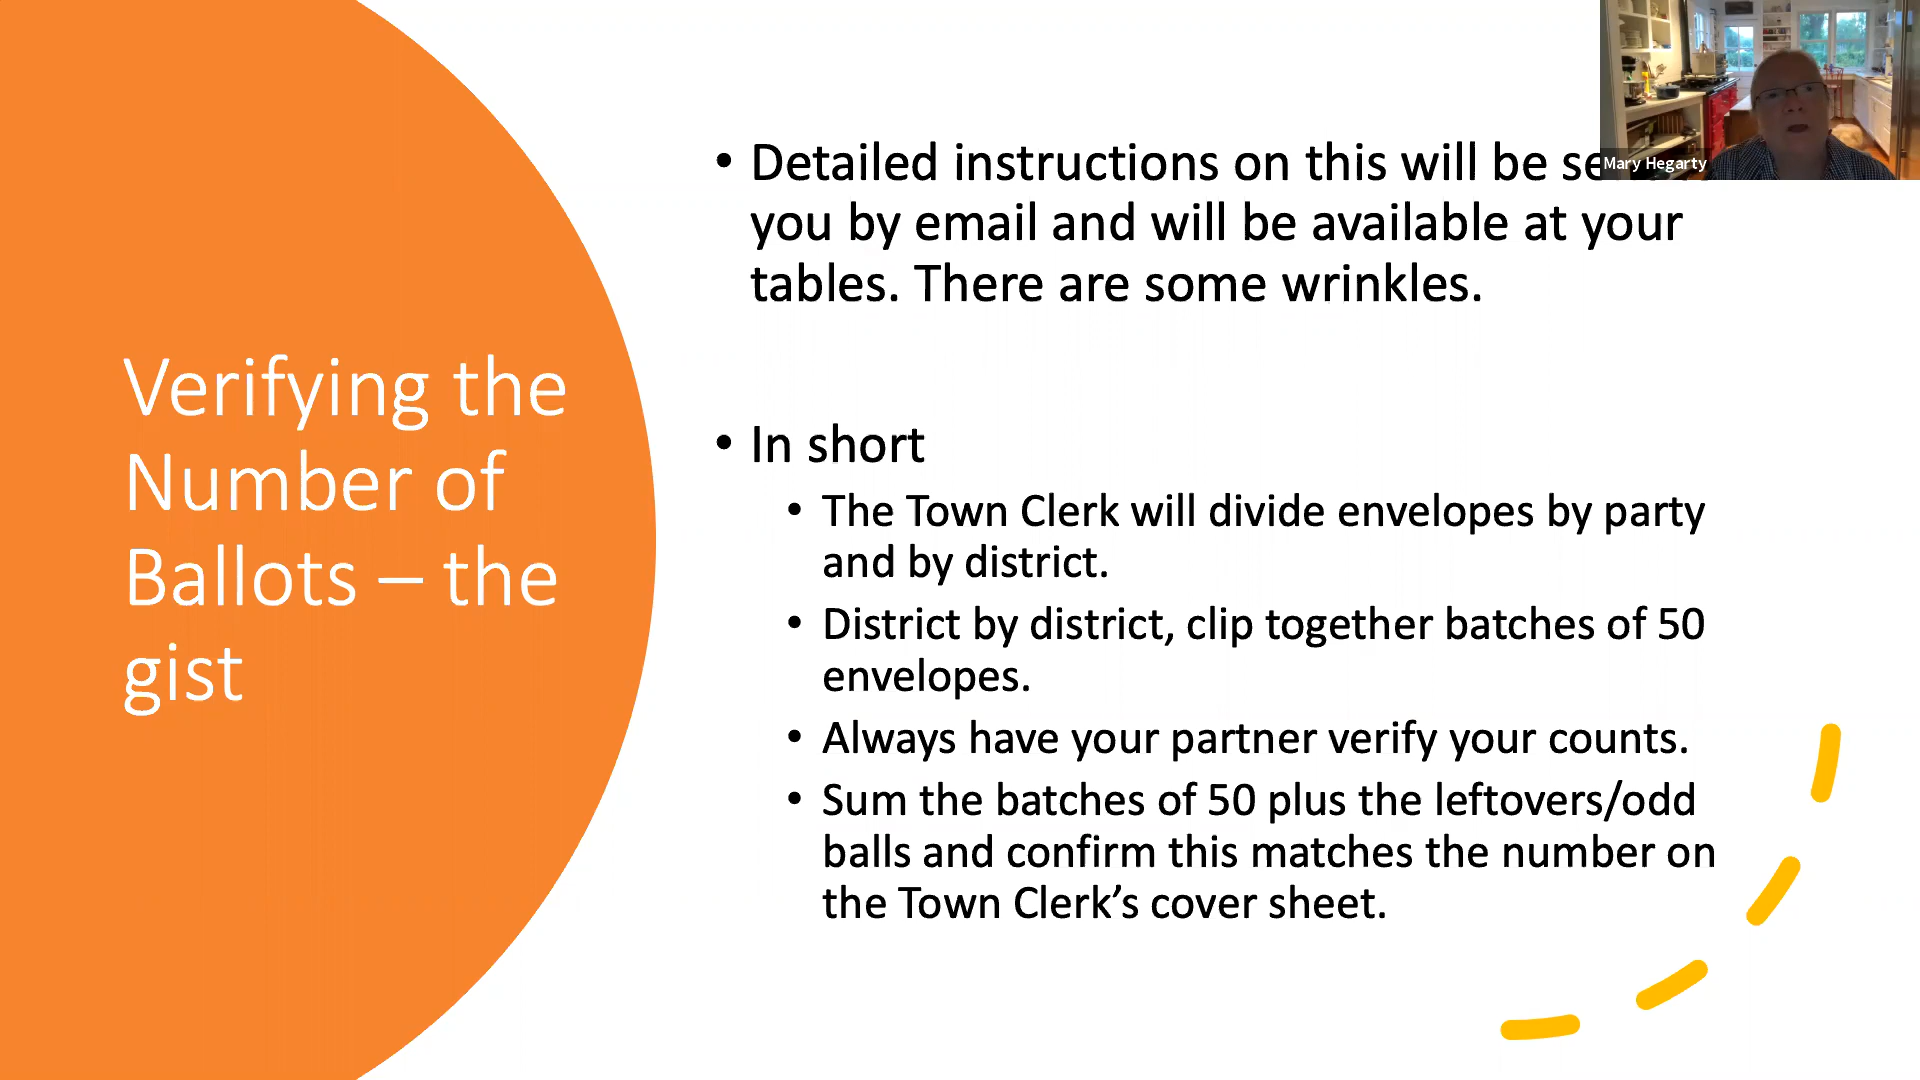 Verifying the
Number of
Ballots – the
gist
• Detailed instructions on this will be
you by email and will be available at your
tables. There are some wrinkles.
• In short
• The Town Clerk will divide envelopes by party
and by district.
• District by district, clip together batches of 50
envelopes.
• Always have your partner verify your counts.
• Sum the batches of 50 plus the leftovers/odd
balls and confirm this matches the number on
the Town Clerk’s cover sheet.
Mary Hegarty